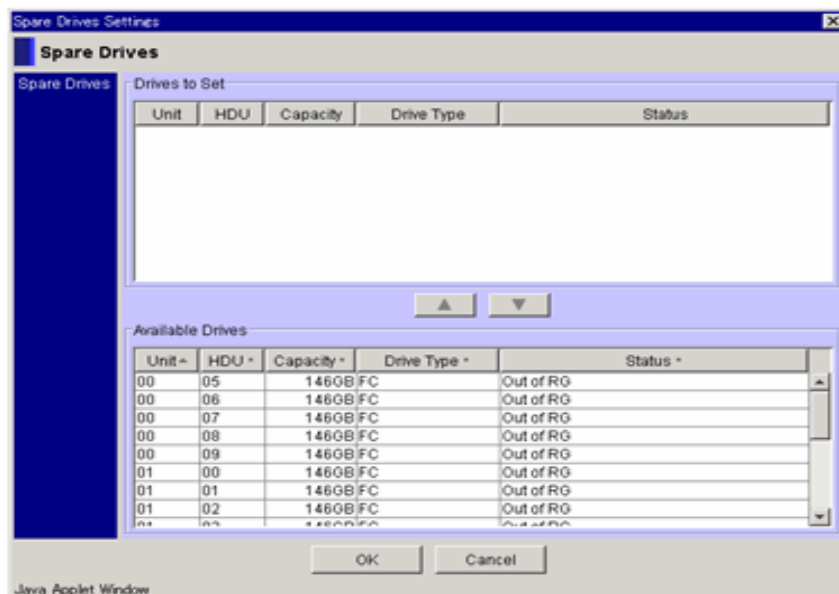 Spare Drives Settings
Spare Drives
Spare Drives
Drives to Set
Unit HDU Capacity Drive Type Status
Available Drives
Unit HDU Capacity Drive Type Status
00 05 146GB FC Out of RG
00 06 146GB FC Out of RG
00 07 146GB FC Out of RG
00 08 146GB FC Out of RG
00 09 146GB FC Out of RG
01 00 146GB FC Out of RG
01 01 146GB FC Out of RG
01 02 146GB FC Out of RG
OK Cancel
Java Applet Window